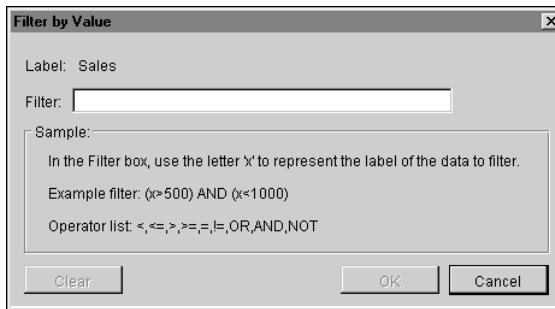 Filter by Value
Label: Sales
Filter:
Sample:
In the Filter box, use the letter 'x' to represent the label of the data to filter.
Example filter: (x>500) AND (x<1000)
Operator list: <,<=,>,>=,=,!=,OR,AND,NOT
Clear OK Cancel